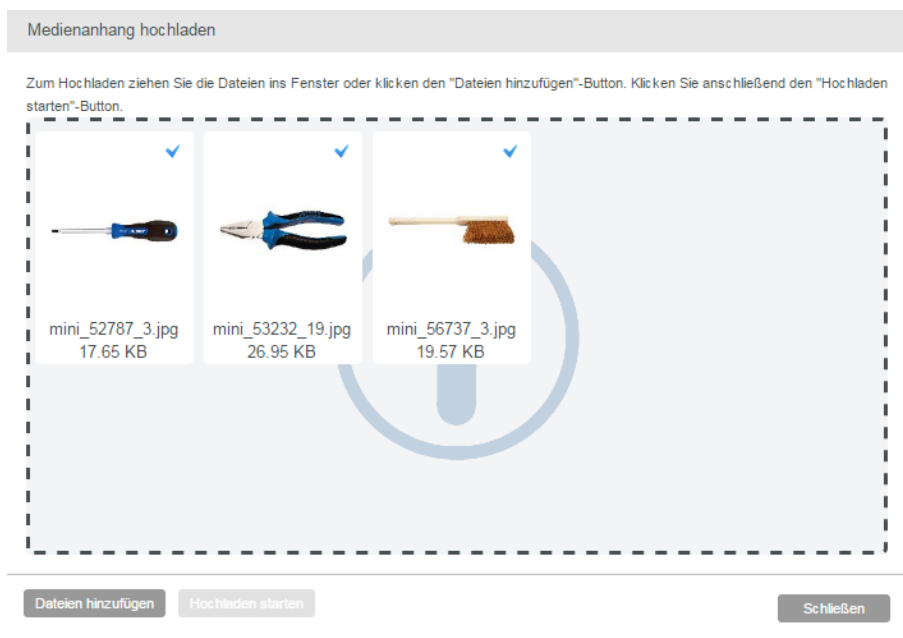 Medienanhang hochladen
Zum Hochladen ziehen Sie die Dateien ins Fenster oder klicken den "Dateien hinzufügen"-Button. Klicken Sie anschließend den "Hochladen
starten"-Button.
mini_52787_3.jpg mini_53232_19.jpg mini_56737_3.jpg
17.65 KB 26.95 KB 19.57 KB
Dateien hinzufügen Hochladen starten Schließen